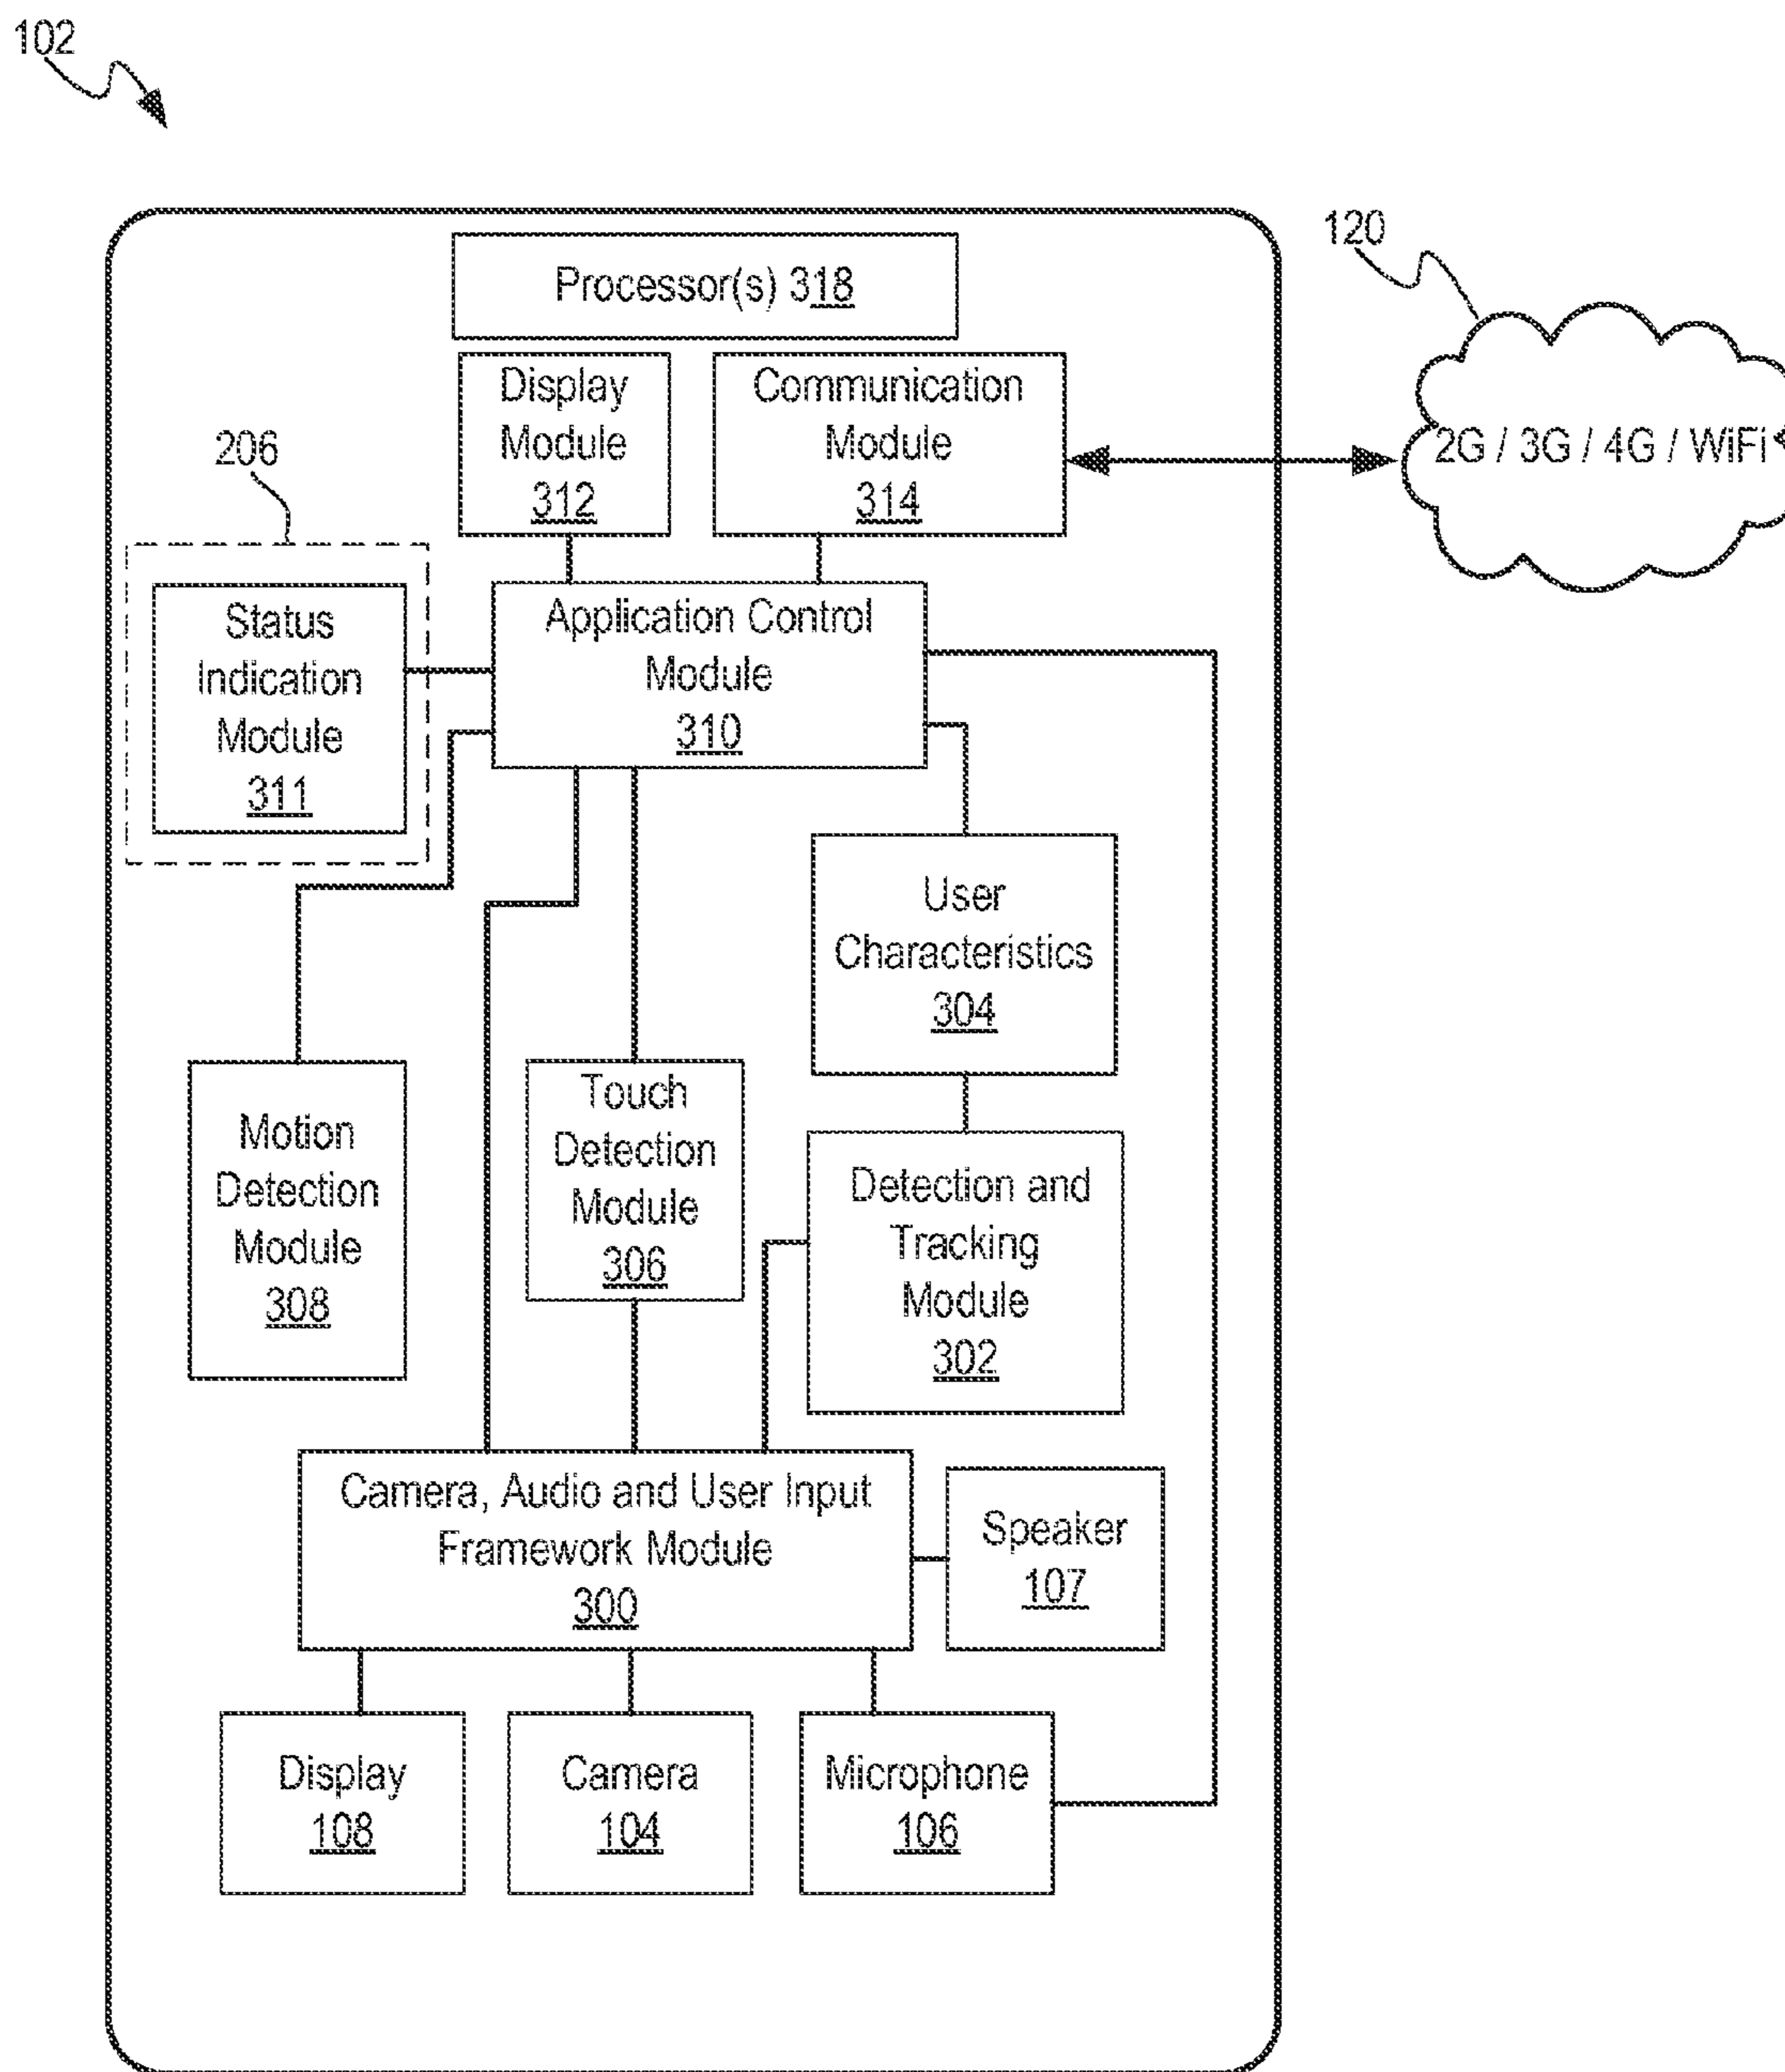 102
120
Processor(s) 318
Display
Module
312
Communication
Module
314
2G / 3G / 4G / WiFi
206
Status
Indication
Module
311
Application Control
Module
310
User
Characteristics
304
Motion
Detection
Module
308
Touch
Detection
Module
306
Detection and
Tracking
Module
302
Camera, Audio and User Input
Framework Module
300
Speaker
107
Display
108
Camera
104
Microphone
106